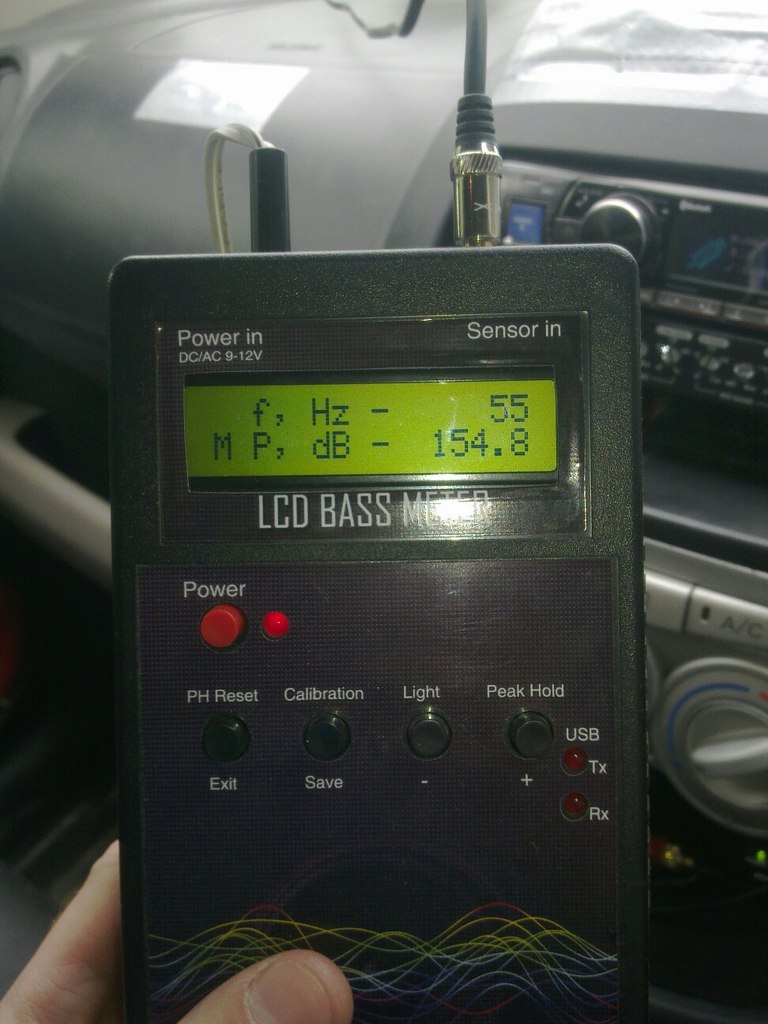 Power in
DC/AC 9-12V
Sensor in
f, Hz - 55
M P, dB - 154.8
LCD BASS METER
Power
PH Reset
Calibration
Light
Peak Hold
USB
Tx
Exit
Save
-
+
Rx
A/C